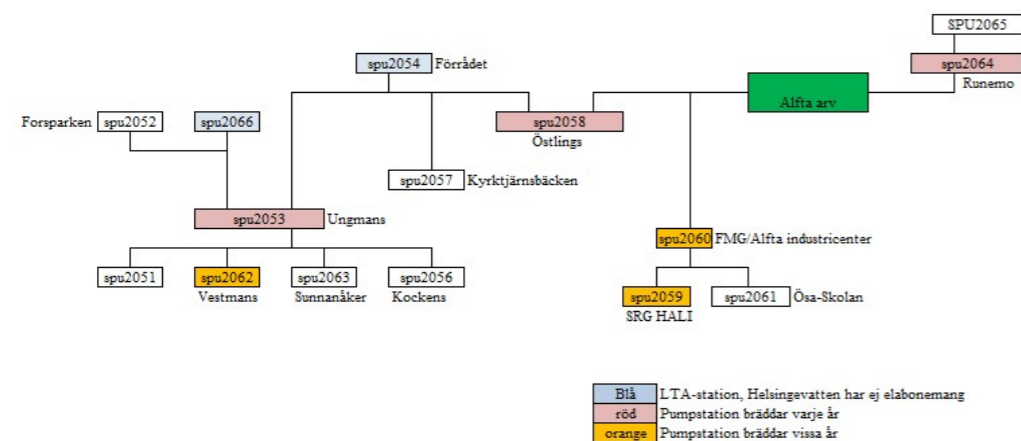 SPU2065
spu2054 Förrådet
spu2064
Runemo
Alfta arv
Forsparken spu2052
spu2066
spu2058
Östlings
spu2057 Kyrktjärnsbäcken
spu2053 Ungmans
spu2060 FMG/Alfta industricenter
spu2051
spu2062
spu2063
spu2056
Vestmans
Sunnanåker
Kockens
spu2059
spu2061 Ösa-Skolan
SRG HALI
Blå LTA-station, Helsingevatten har ej elabonemang
röd Pumpstation bräddar varje år
orange Pumpstation bräddar vissa år